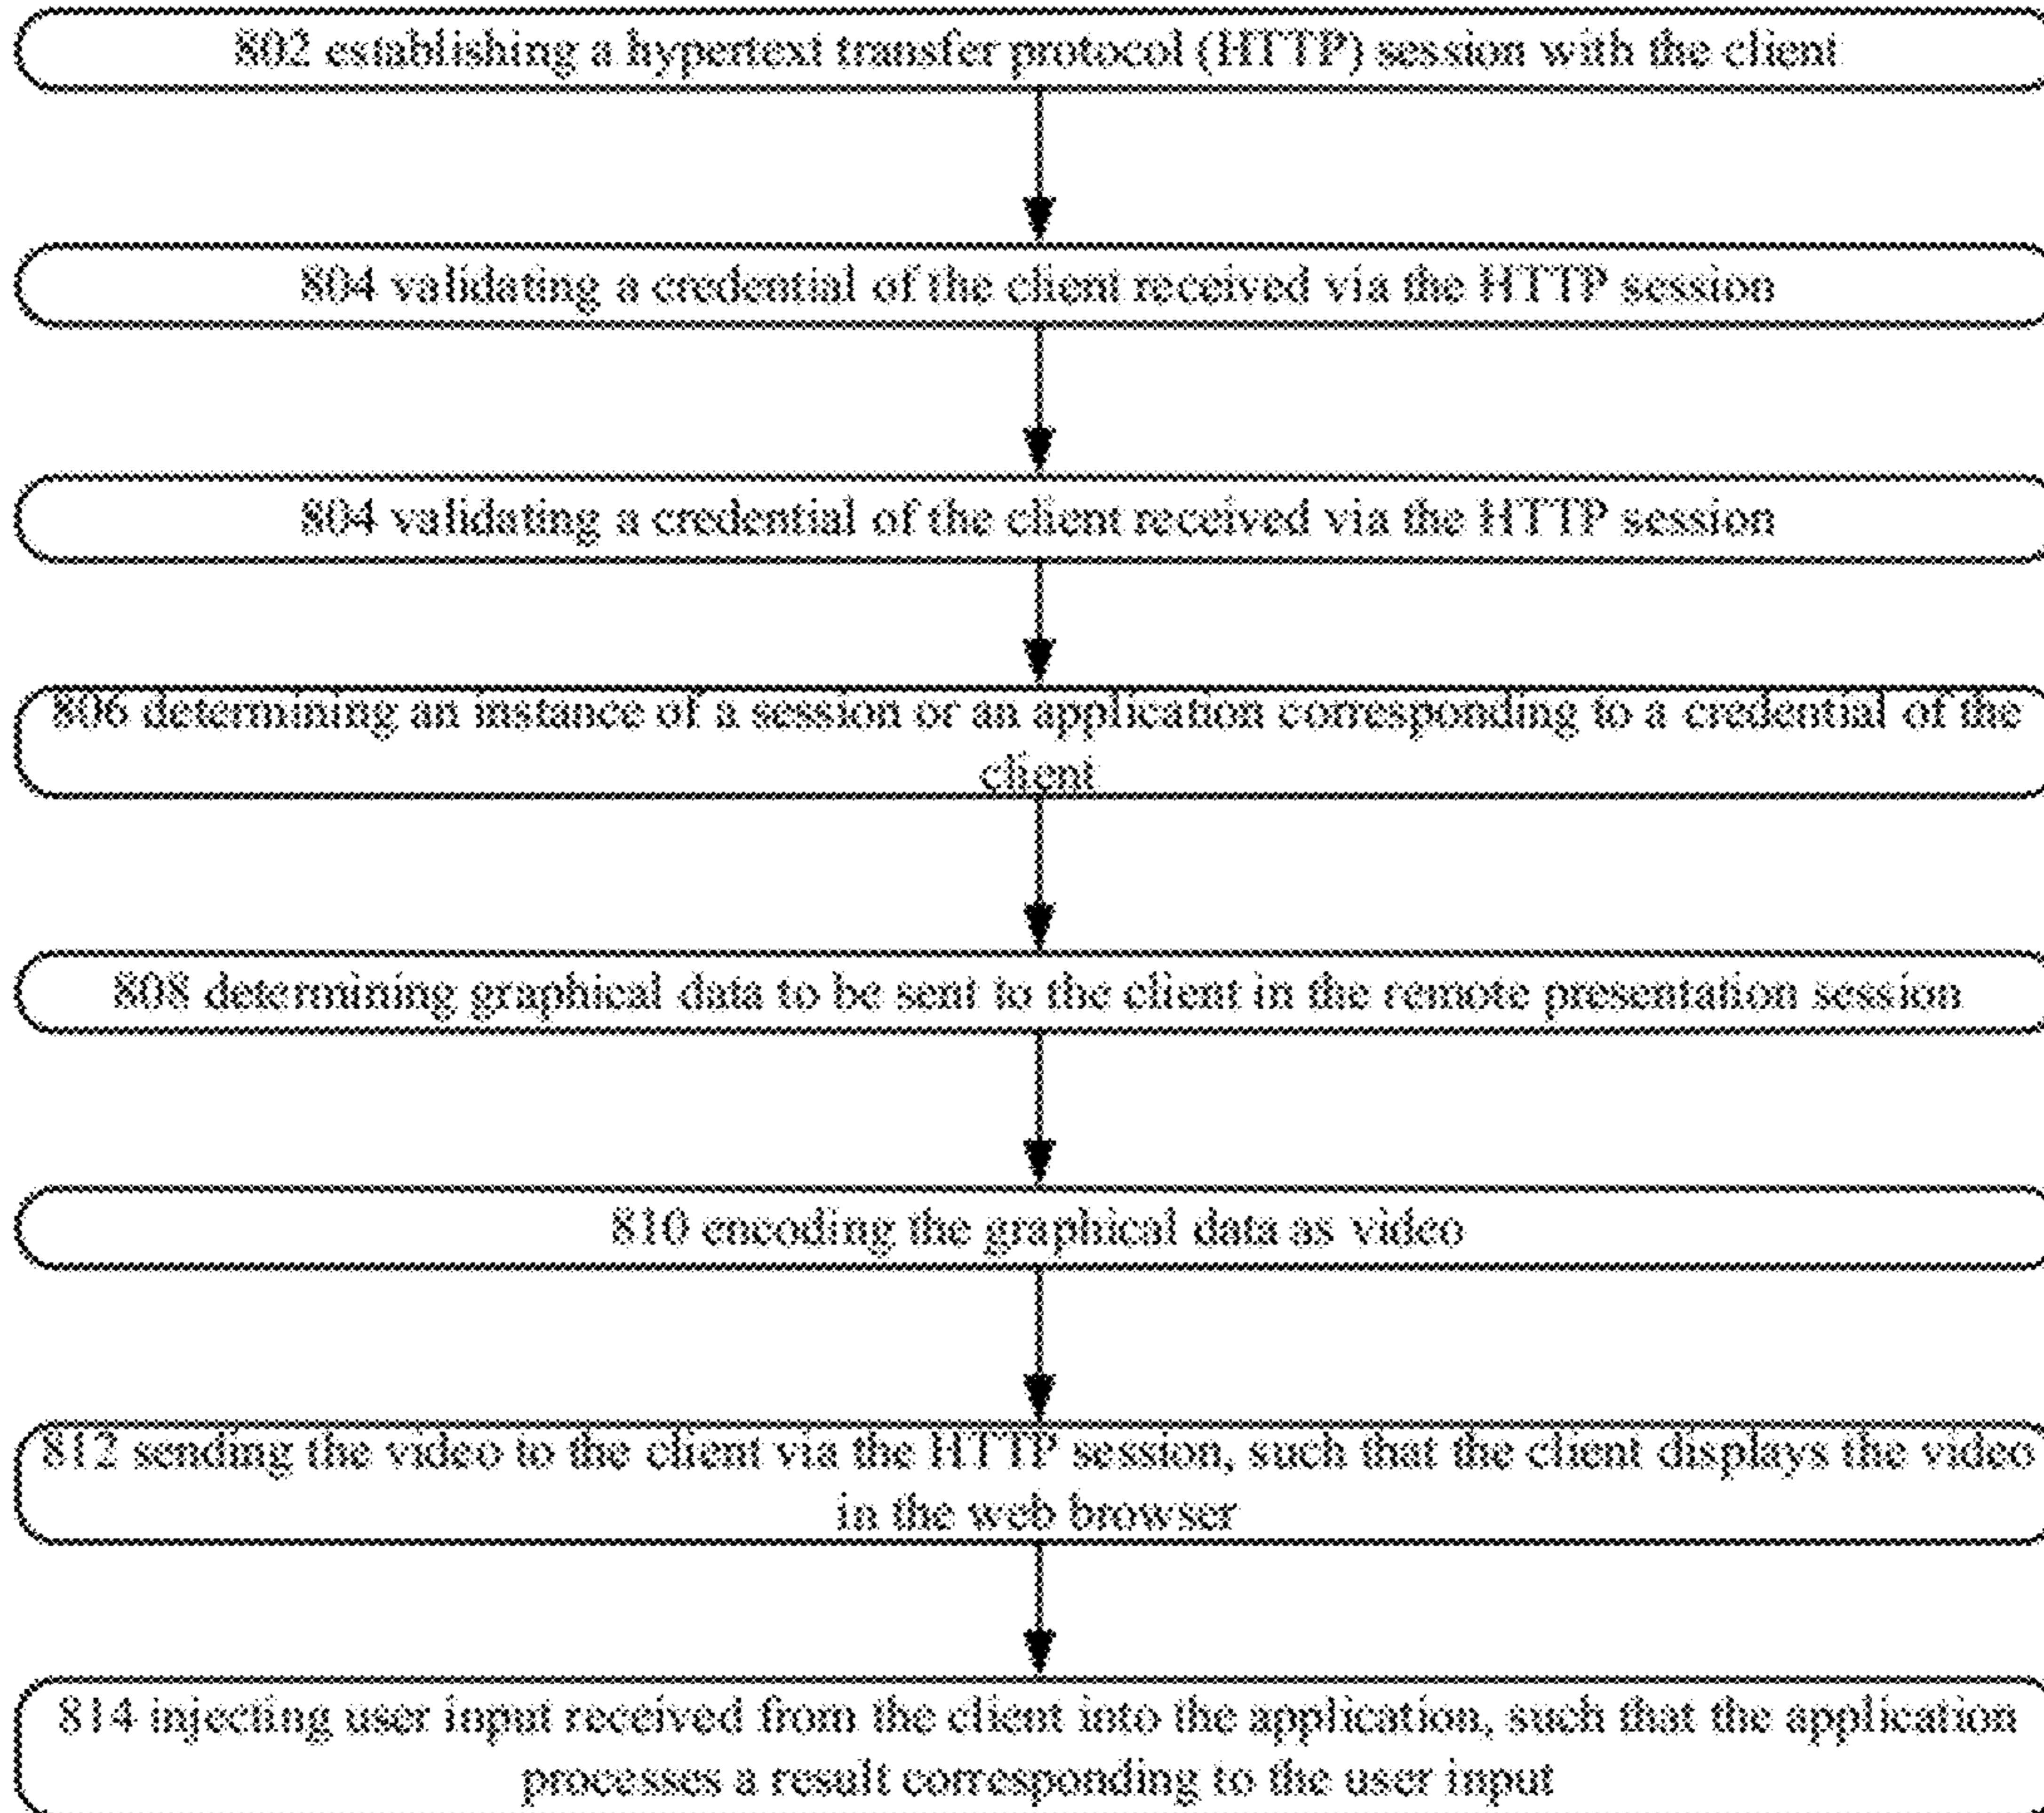 802 establishing a hypertext transfer protocol (HTTP) session with the client
804 validating a credential of the client received via the HTTP session
804 validating a credential of the client received via the HTTP session
806 determining an instance of a session or an application corresponding to a credential of the
client
808 determining graphical data to be sent to the client in the remote presentation session
810 encoding the graphical data as video
812 sending the video to the client via the HTTP session, such that the client displays the video
in the web browser
814 injecting user input received from the client into the application, such that the application
processes a result corresponding to the user input